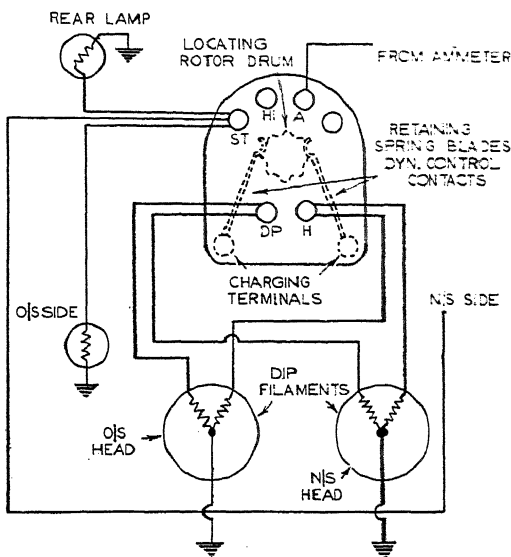 REAR LAMP
LOCATING
ROTOR DRUM
FROM AMMETER
HI
A
ST
RETAINING
SPRING BLADES
DYN. CONTROL
CONTACTS
DP
H
CHARGING
TERMINALS
N/S SIDE
O/S SIDE
DIP
FILAMENTS
O/S
HEAD
N/S
HEAD